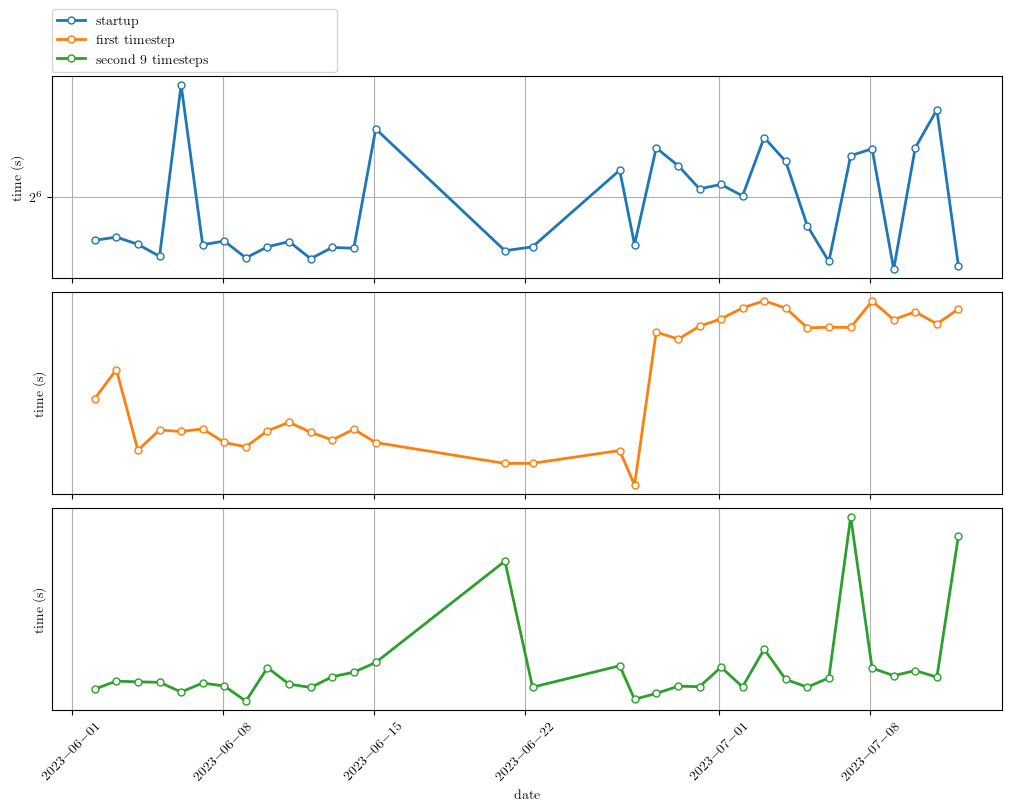 startup
first timestep
second 9 timesteps
time (s)
2⁶
time (s)
time (s)
2023−06−01
2023−06−08
2023−06−15
2023−06−22
2023−07−01
2023−07−08
date